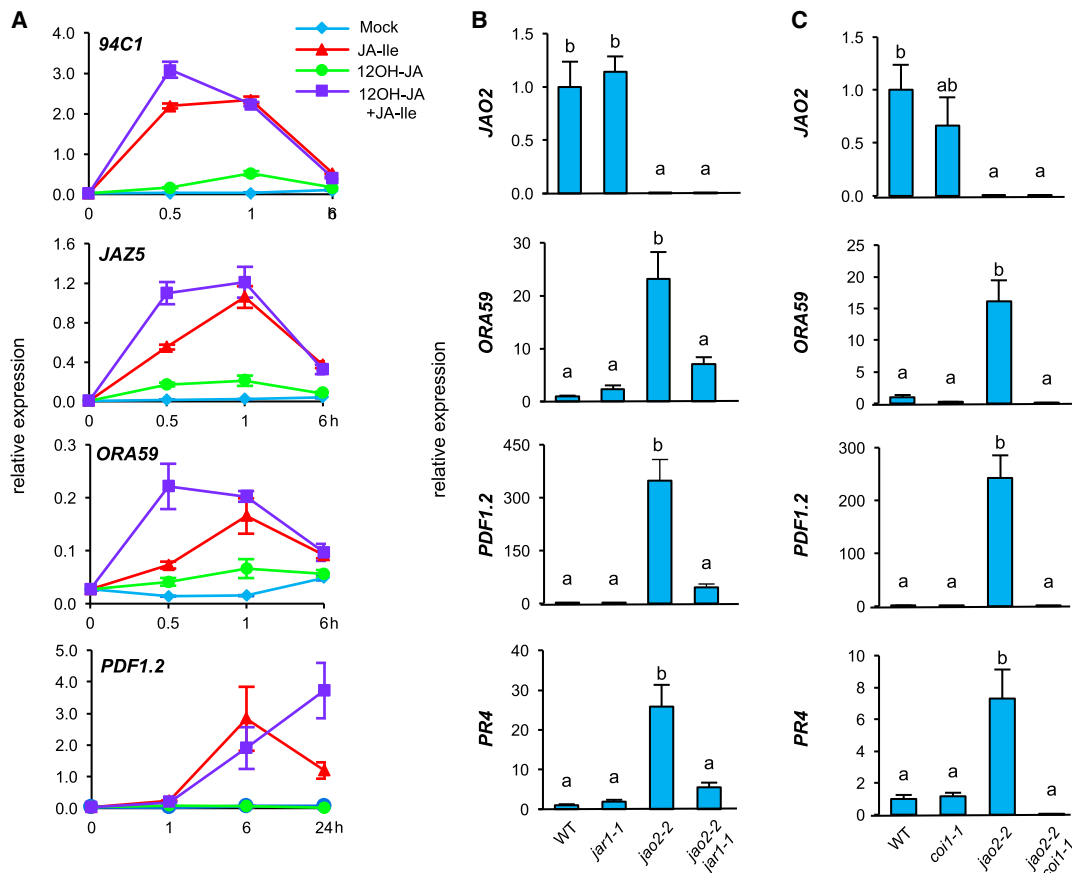 A
94C1
Mock
JA-Ile
12OH-JA
12OH-JA
+JA-Ile
4.0
3.0
2.0
1.0
0.0
0 0.5 1 6
h
JAZ5
1.6
1.2
0.8
0.4
0.0
0 0.5 1 6 h
ORA59
0.3
0.2
0.1
0.0
0 0.5 1 6 h
PDF1.2
5.0
4.0
3.0
2.0
1.0
0.0
0 1 6 24 h
relative expression
B
JAO2
1.5
1.0
0.5
0.0
b b a a
ORA59
30
20
10
0
a a b a
PDF1.2
450
300
150
0
a a b a
PR4
40
30
20
10
0
a a b a
WT
jar1-1
jao2-2
jao2-2
jar1-1
relative expression
C
JAO2
1.5
1.0
0.5
0.0
b ab a a
ORA59
25
20
15
10
5
0
a a b a
PDF1.2
300
200
100
0
a a b a
PR4
10
8
6
4
2
0
a a b a
WT
coi1-1
jao2-2
jao2-2
coi1-1